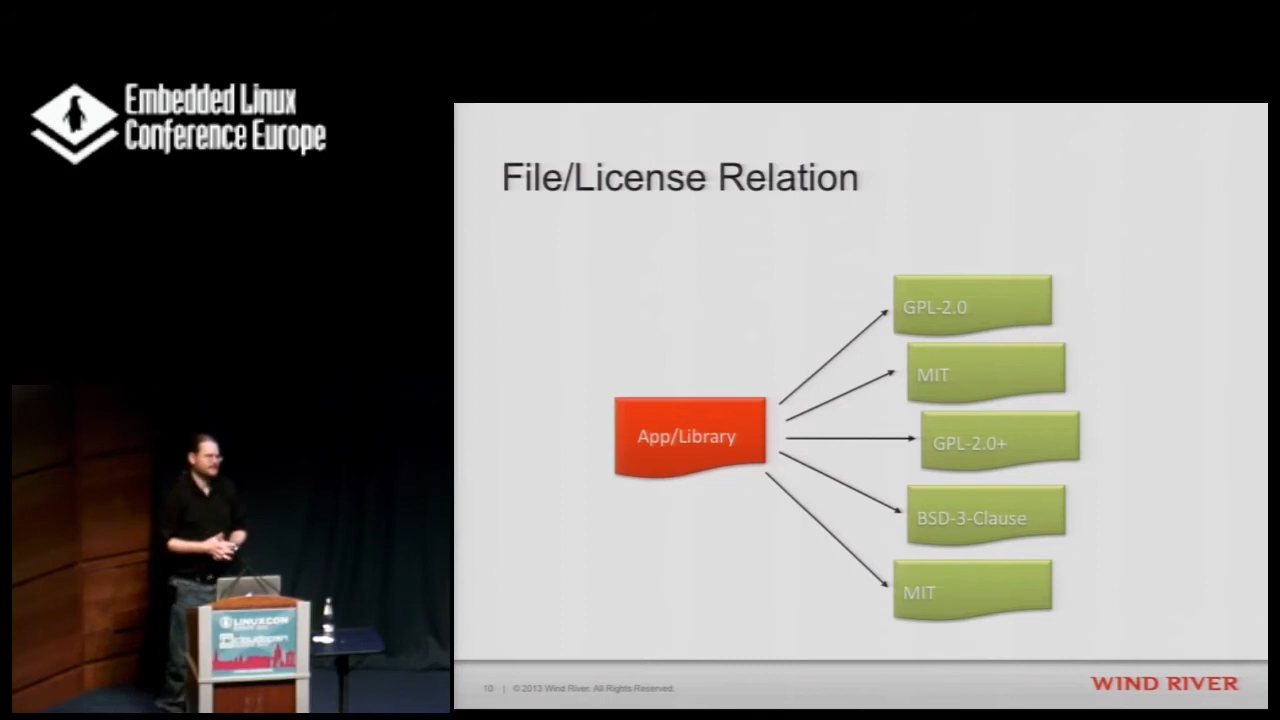 Embedded Linux
Conference Europe
File/License Relation
GPL-2.0
MIT
App/Library
GPL-2.0+
BSD-3-Clause
MIT
LINUXCON
10 | © 2013 Wind River. All Rights Reserved.
WIND RIVER